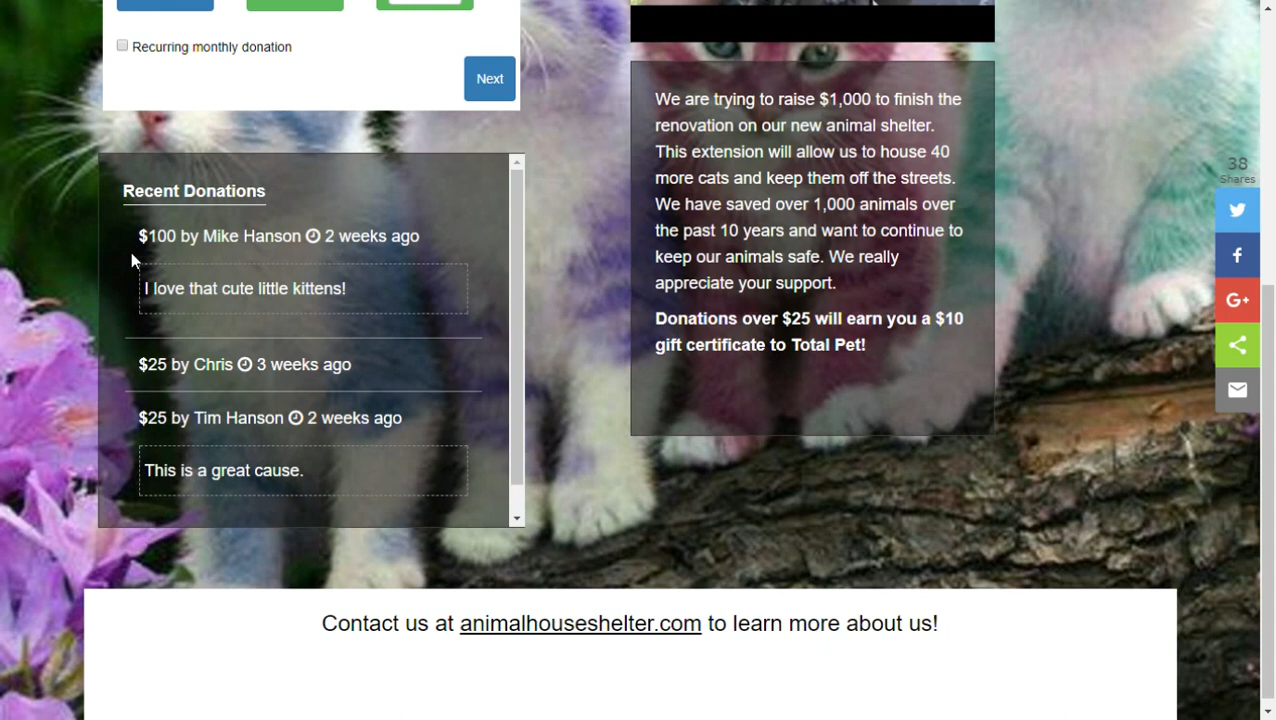 Recurring monthly donation
Next
Recent Donations
$100 by Mike Hanson 2 weeks ago
I love that cute little kittens!
$25 by Chris 3 weeks ago
$25 by Tim Hanson 2 weeks ago
This is a great cause.
We are trying to raise $1,000 to finish the
renovation on our new animal shelter.
This extension will allow us to house 40
more cats and keep them off the streets.
We have saved over 1,000 animals over
the past 10 years and want to continue to
keep our animals safe. We really
appreciate your support.
Donations over $25 will earn you a $10
gift certificate to Total Pet!
38
Shares
f
G+
Contact us at animalhouseshelter.com to learn more about us!